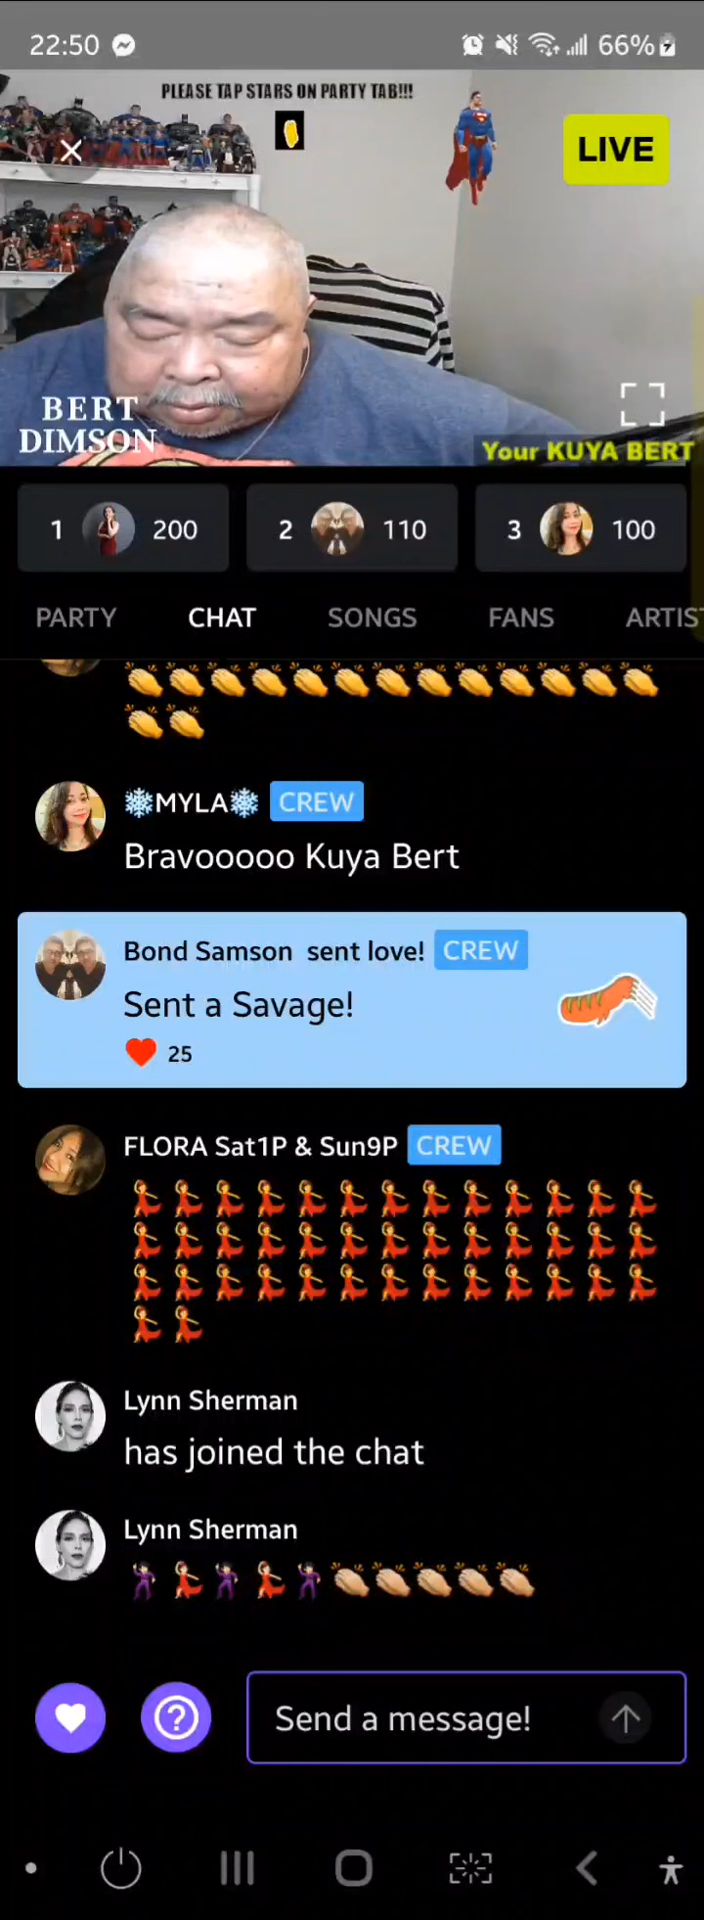 22:50
66%
PLEASE TAP STARS ON PARTY TAB!!!
LIVE
BERT
DIMSON
Your KUYA BERT
1 200 2 110 3 100
PARTY CHAT SONGS FANS ARTIS
❄MYLA❄ CREW
Bravooooo Kuya Bert
Bond Samson sent love! CREW
Sent a Savage!
25
FLORA Sat1P & Sun9P CREW
Lynn Sherman
has joined the chat
Lynn Sherman
Send a message!